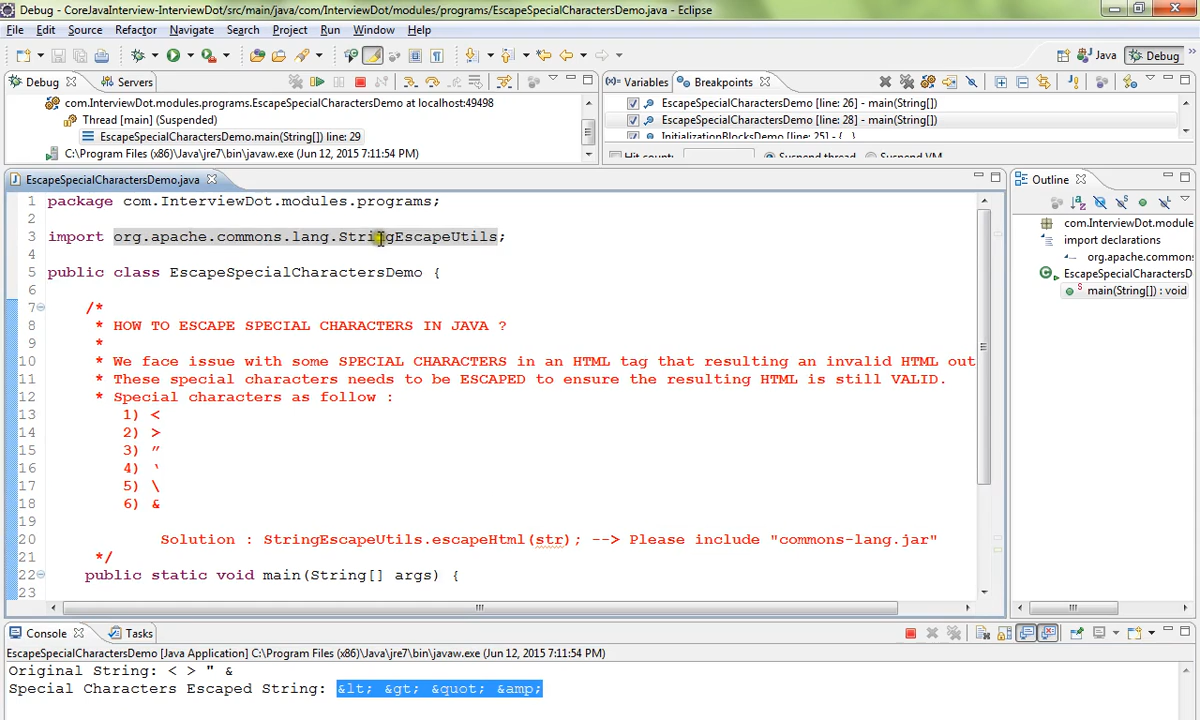 Debug - CoreJavaInterview-InterviewDot/src/main/java/com/InterviewDot/modules/programs/EscapeSpecialCharactersDemo.java - Eclipse
File Edit Source Refactor Navigate Search Project Run Window Help
Java Debug
Debug Servers
com.InterviewDot.modules.programs.EscapeSpecialCharactersDemo at localhost:49498
Thread [main] (Suspended)
EscapeSpecialCharactersDemo.main(String[]) line: 29
C:\Program Files (x86)\Java\jre7\bin\javaw.exe (Jun 12, 2015 7:11:54 PM)
Variables Breakpoints
EscapeSpecialCharactersDemo [line: 26] - main(String[])
EscapeSpecialCharactersDemo [line: 28] - main(String[])
InitializationBlocksDemo [line: 25] - {...}
Hit count: Suspend thread Suspend VM
EscapeSpecialCharactersDemo.java
1 package com.InterviewDot.modules.programs;
2
3 import org.apache.commons.lang.StringEscapeUtils;
4
5 public class EscapeSpecialCharactersDemo {
6
7 /*
8 * HOW TO ESCAPE SPECIAL CHARACTERS IN JAVA ?
9 *
10 * We face issue with some SPECIAL CHARACTERS in an HTML tag that resulting an invalid HTML out
11 * These special characters needs to be ESCAPED to ensure the resulting HTML is still VALID.
12 * Special characters as follow :
13 1) <
14 2) >
15 3) ”
16 4) ‛
17 5) \
18 6) &
19
20 Solution : StringEscapeUtils.escapeHtml(str); --> Please include "commons-lang.jar"
21 */
22 public static void main(String[] args) {
23
Outline
com.InterviewDot
import declarations
org.apache.common
EscapeSpecialCharactersD
main(String[]) : void
Console Tasks
EscapeSpecialCharactersDemo [Java Application] C:\Program Files (x86)\Java\jre7\bin\javaw.exe (Jun 12, 2015 7:11:54 PM)
Original String: < > " &
Special Characters Escaped String: &lt; &gt; &quot; &amp;